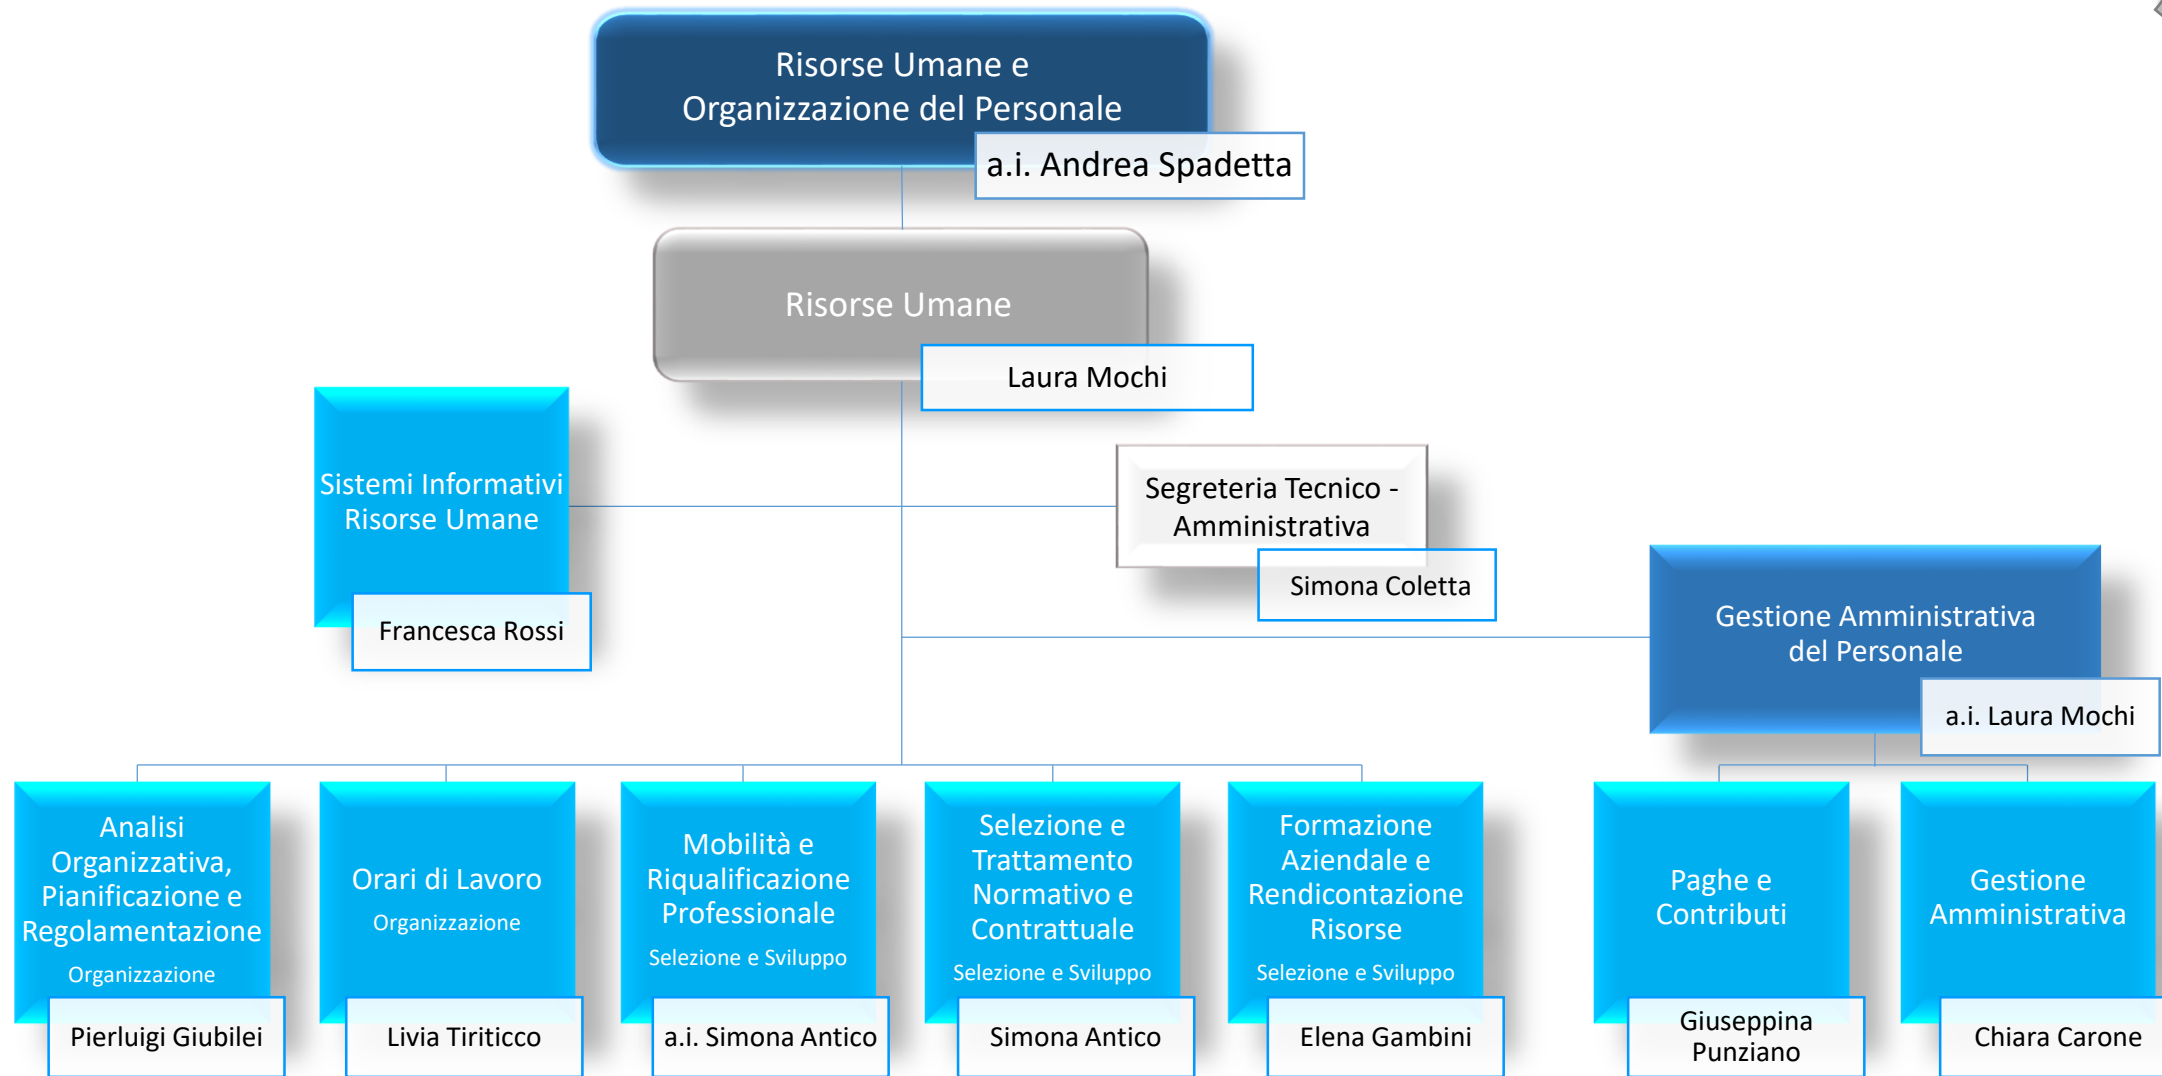 Risorse Umane e
Organizzazione del Personale
a.i. Andrea Spadetta
Risorse Umane
Laura Mochi
Sistemi Informativi
Risorse Umane
Francesca Rossi
Segreteria Tecnico -
Amministrativa
Simona Coletta
Gestione Amministrativa
del Personale
a.i. Laura Mochi
Analisi
Organizzativa,
Pianificazione e
Regolamentazione
Organizzazione
Pierluigi Giubilei
Orari di Lavoro
Organizzazione
Livia Tiriticco
Mobilità e
Riqualificazione
Professionale
Selezione e Sviluppo
a.i. Simona Antico
Selezione e
Trattamento
Normativo e
Contrattuale
Selezione e Sviluppo
Simona Antico
Formazione
Aziendale e
Rendicontazione
Risorse
Selezione e Sviluppo
Elena Gambini
Paghe e
Contributi
Giuseppina
Punziano
Gestione
Amministrativa
Chiara Carone